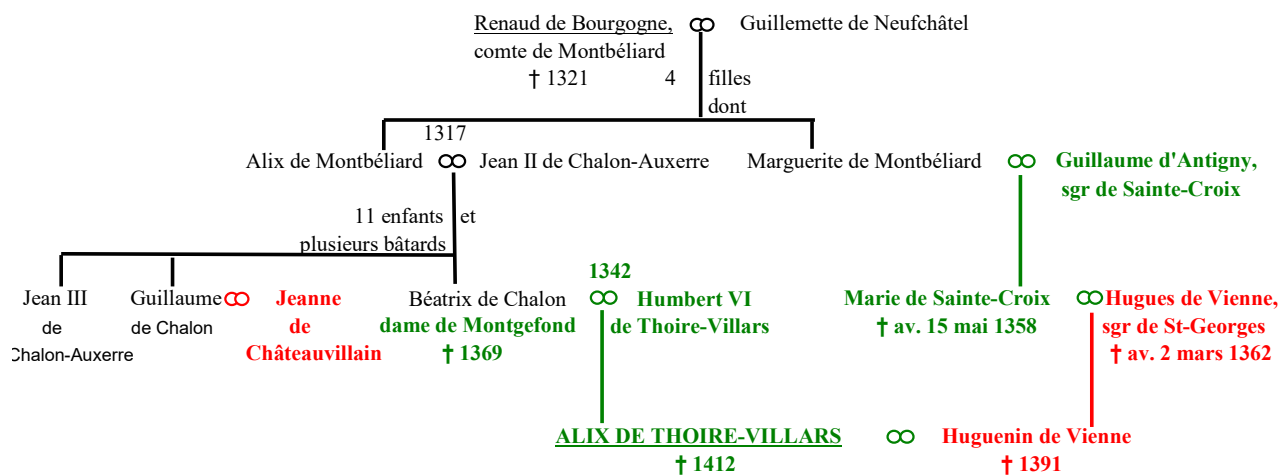 Renaud de Bourgogne, Guillemette de Neufchâtel
comte de Montbéliard
† 1321 4 filles
dont
1317
Alix de Montbéliard Jean II de Chalon-Auxerre Marguerite de Montbéliard Guillaume d'Antigny,
sgr de Sainte-Croix
11 enfants et
plusieurs bâtards
1342
Jean III Guillaume Jeanne Béatrix de Chalon Humbert VI Marie de Sainte-Croix Hugues de Vienne,
de de Chalon de dame de Montgefond de Thoire-Villars † av. 15 mai 1358 sgr de St-Georges
Chalon-Auxerre Châteauvillain † 1369 † av. 2 mars 1362
ALIX DE THOIRE-VILLARS Huguenin de Vienne
† 1412 † 1391